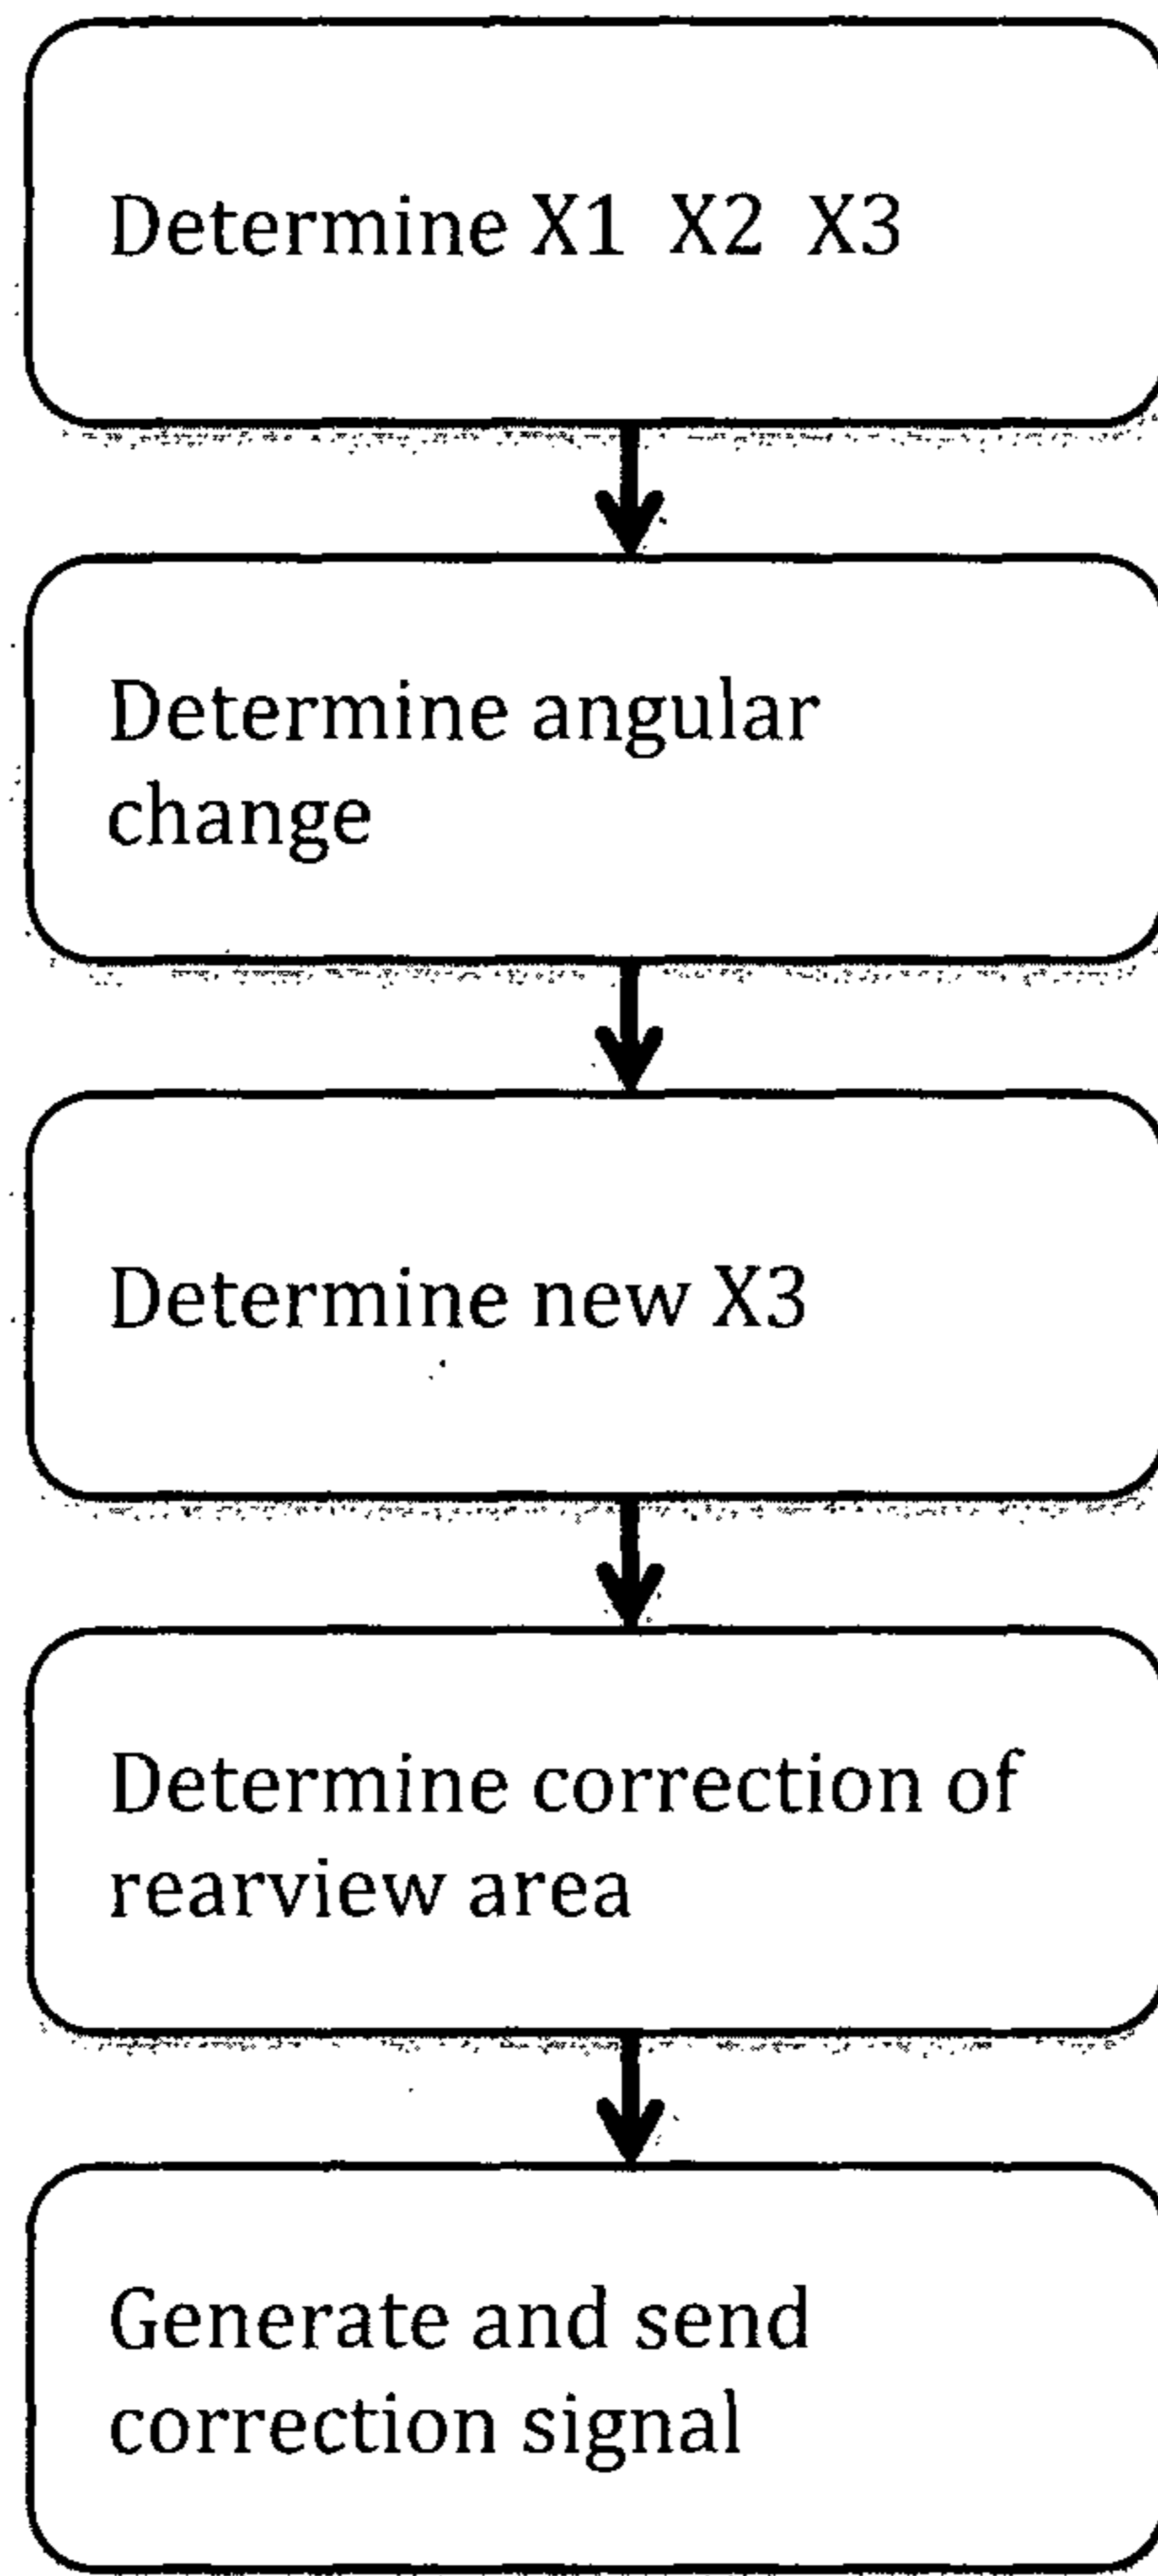 Determine X1 X2 X3
Determine angular
change
Determine new X3
Determine correction of
rearview area
Generate and send
correction signal